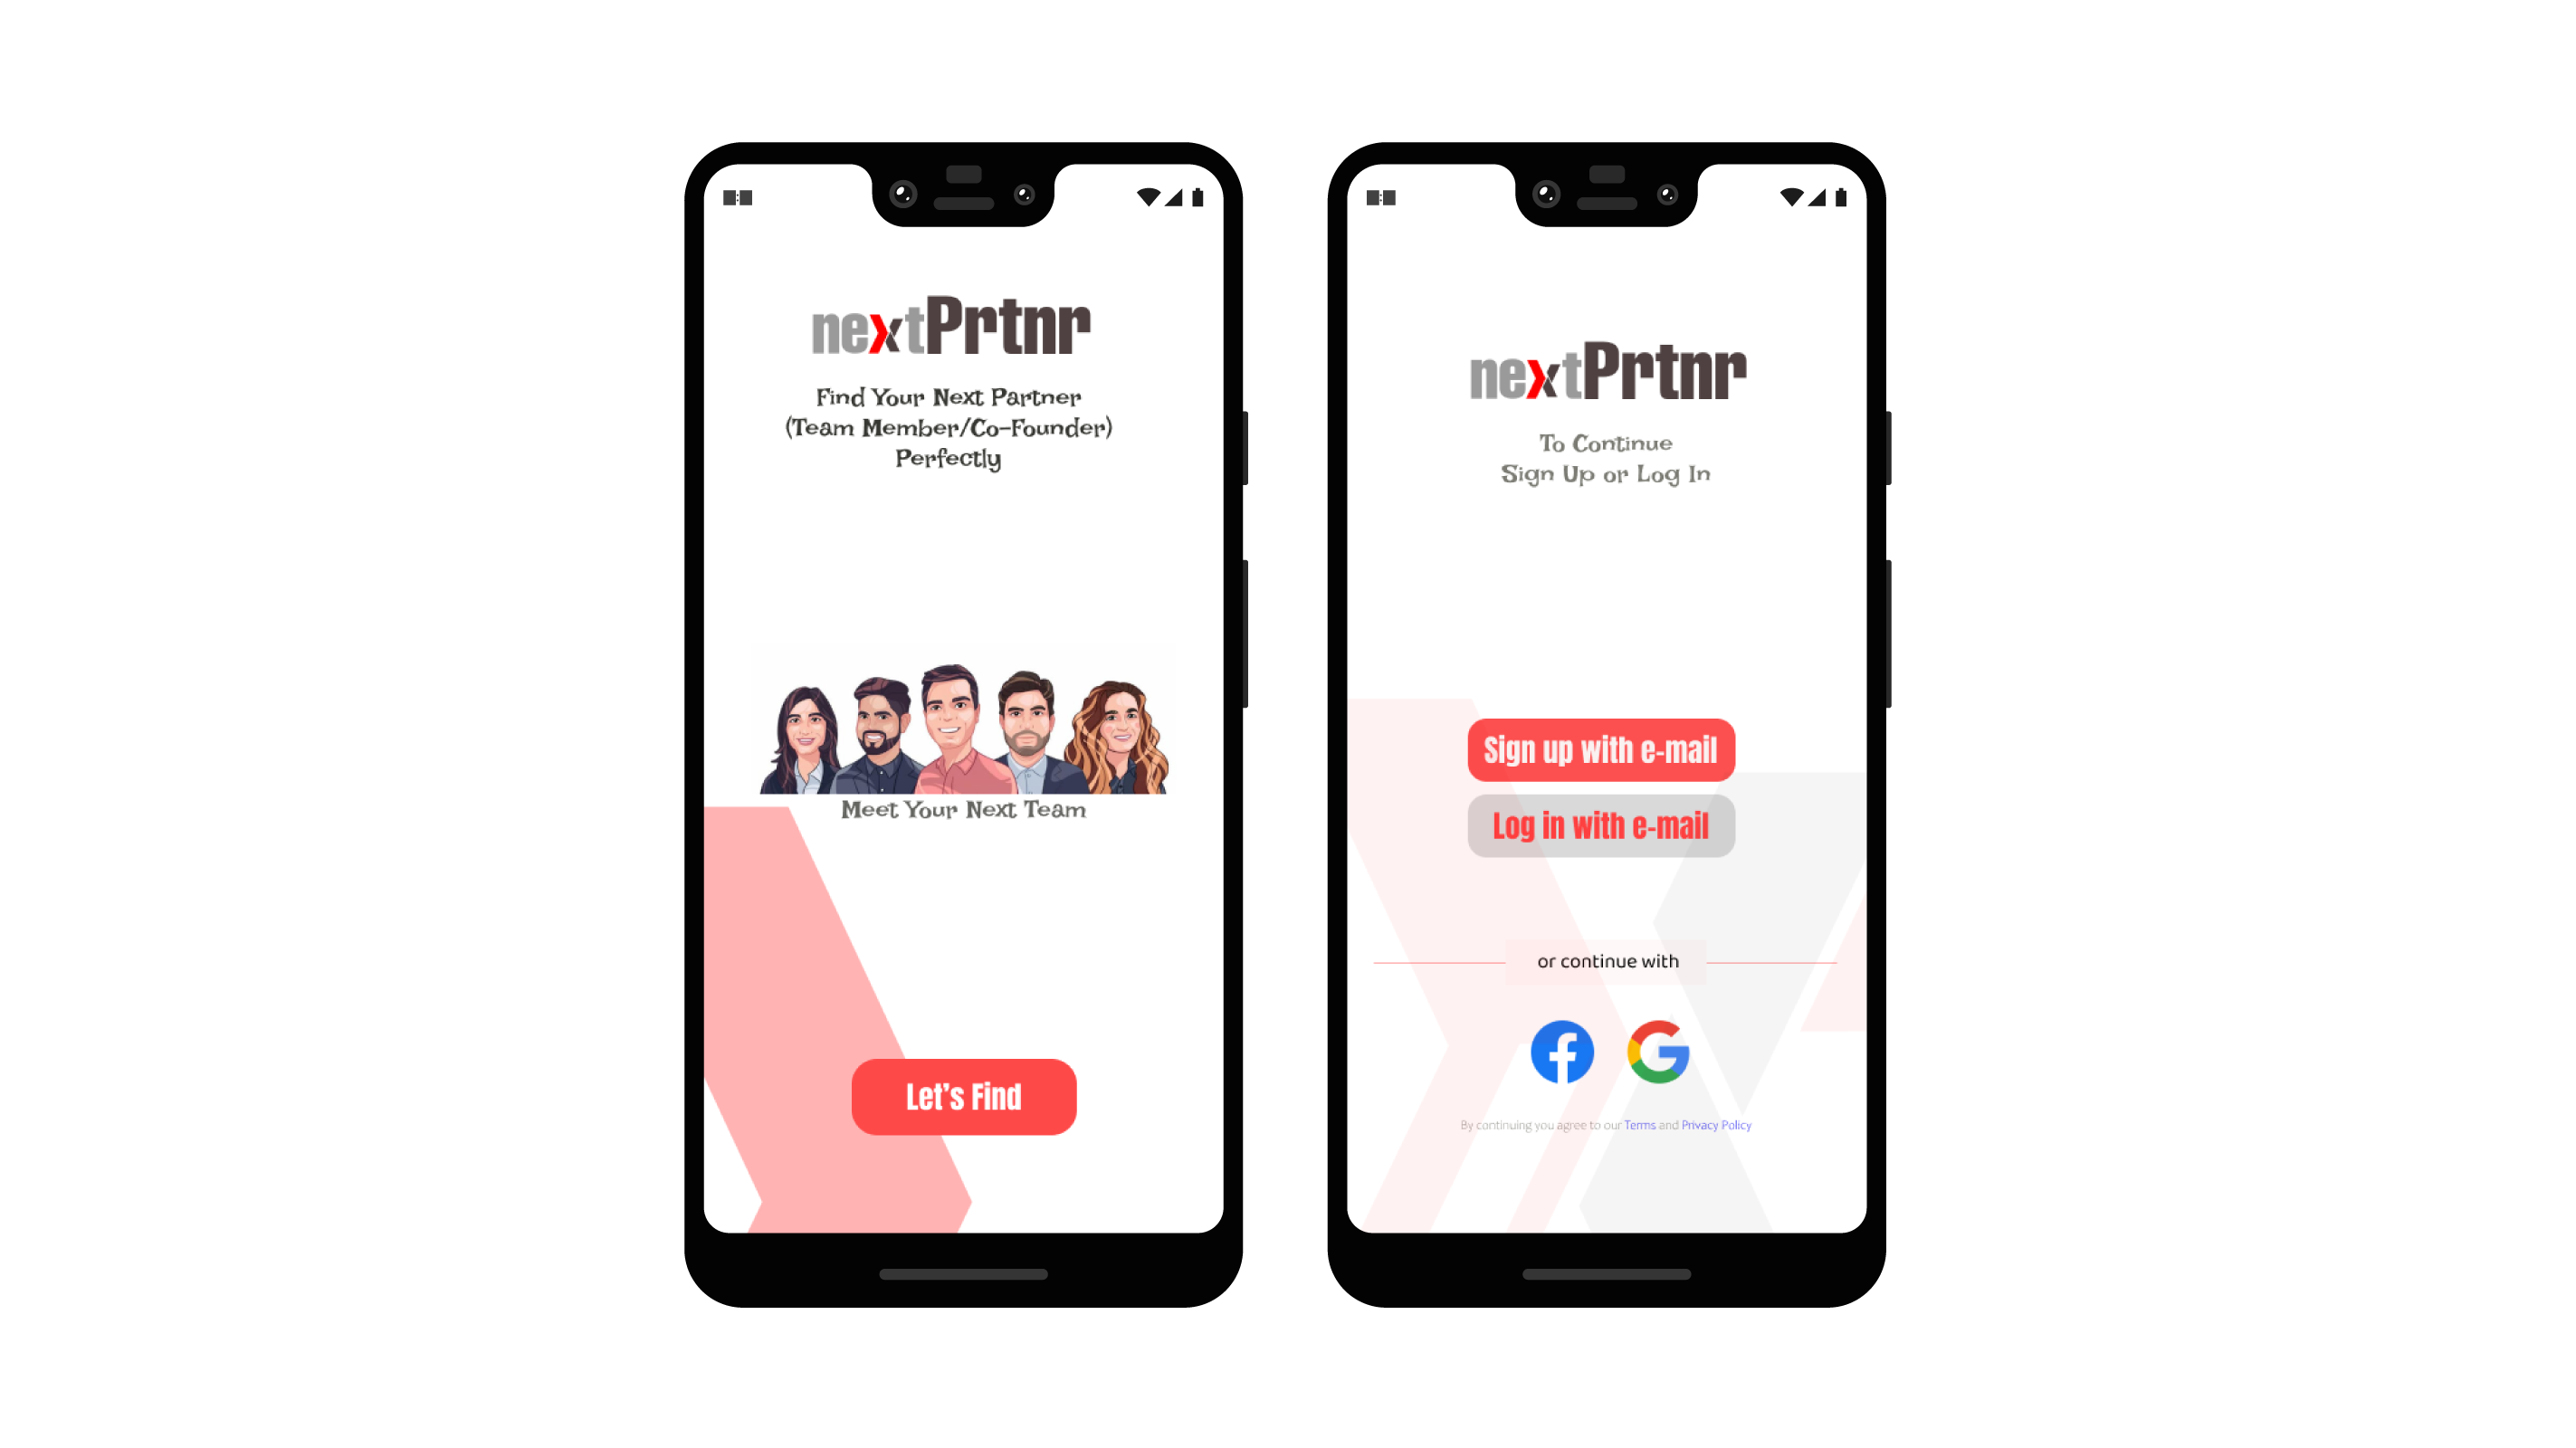 nextPrtnr
Find Your Next Partner
(Team Member/Co-Founder)
Perfectly
Meet Your Next Team
Let's Find
nextPrtnr
To Continue
Sign Up or Log In
Sign up with e-mail
Log in with e-mail
or continue with
By continuing you agree to our Terms and Privacy Policy